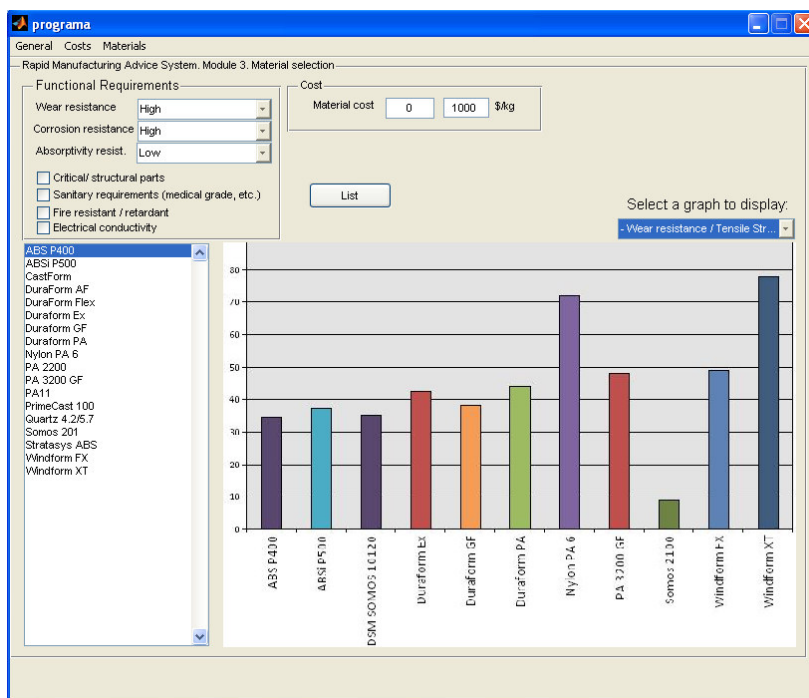 programa
General Costs Materials
Rapid Manufacturing Advice System. Module 3. Material selection
Functional Requirements
Wear resistance High
Corrosion resistance High
Absorptivity resist. Low
Critical/ structural parts
Sanitary requirements (medical grade, etc.)
Fire resistant / retardant
Electrical conductivity
Cost
Material cost 0 1000 $/kg
List
Select a graph to display:
- Wear resistance / Tensile Str...
ABS P400
ABSi P500
CastForm
DuraForm AF
DuraForm Flex
Duraform Ex
Duraform GF
Duraform PA
Nylon PA 6
PA 2200
PA 3200 GF
PA11
PrimeCast 100
Quartz 4.2/5.7
Somos 201
Stratasys ABS
Windform FX
Windform XT
80
70
60
50
40
30
20
10
0
ABS P400
ABSi P500
DSM SOMOS 10120
Duraform Ex
Duraform GF
Duraform PA
Nylon PA 6
PA 3200 GF
Somos 2100
Windform FX
Windform XT